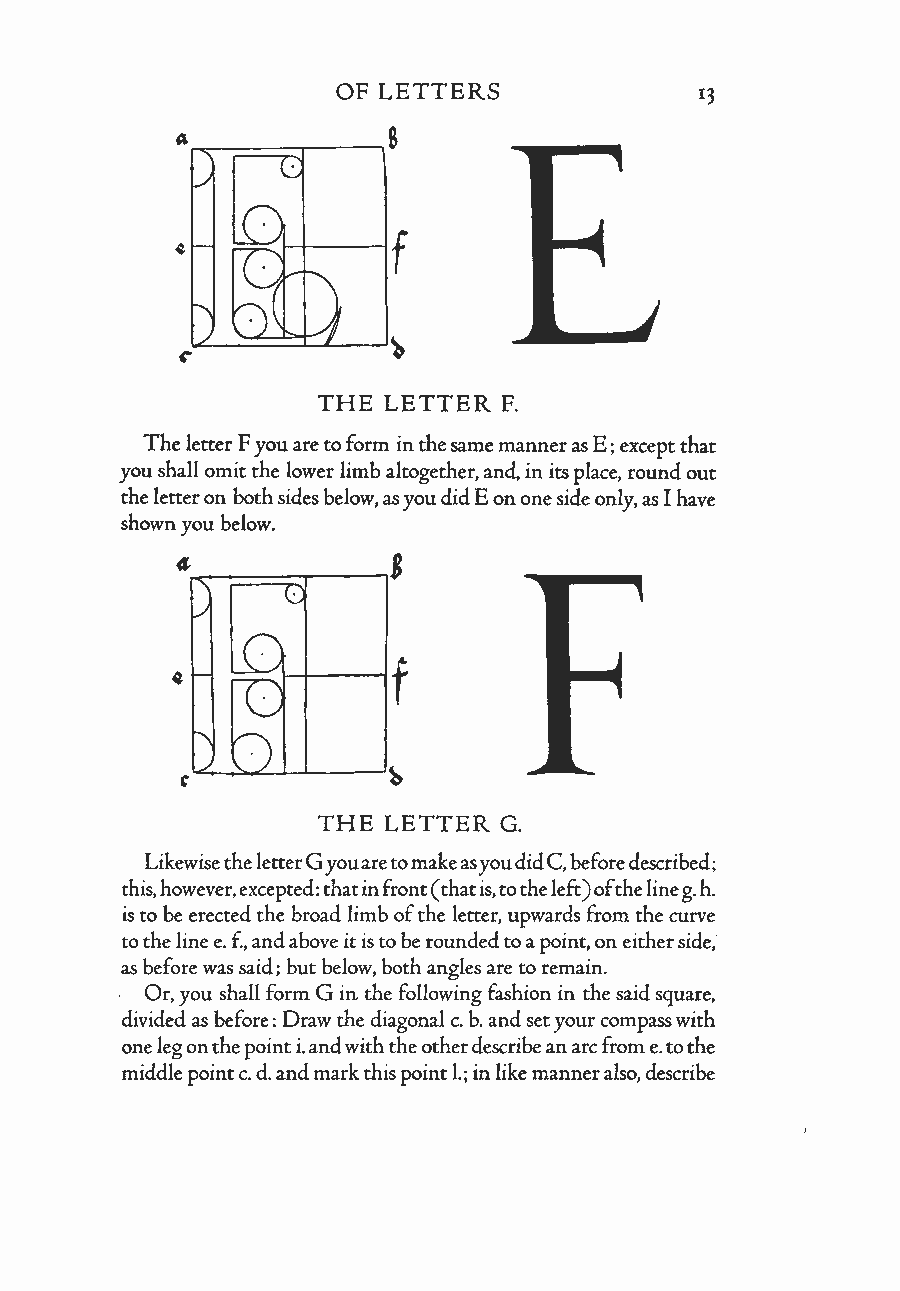 OF LETTERS 13
a B
E
e f
c d
THE LETTER F.
The letter F you are to form in the same manner as E; except that
you shall omit the lower limb altogether, and, in its place, round out
the letter on both sides below, as you did E on one side only, as I have
shown you below.
a B
F
e f
c d
THE LETTER G.
Likewise the letter G you are to make as you did C, before described;
this, however, excepted: that in front (that is, to the left) of the line g. h.
is to be erected the broad limb of the letter, upwards from the curve
to the line e. f., and above it is to be rounded to a point, on either side,
as before was said; but below, both angles are to remain.
Or, you shall form G in the following fashion in the said square,
divided as before: Draw the diagonal c. b. and set your compass with
one leg on the point i. and with the other describe an arc from e. to the
middle point c. d. and mark this point l.; in like manner also, describe